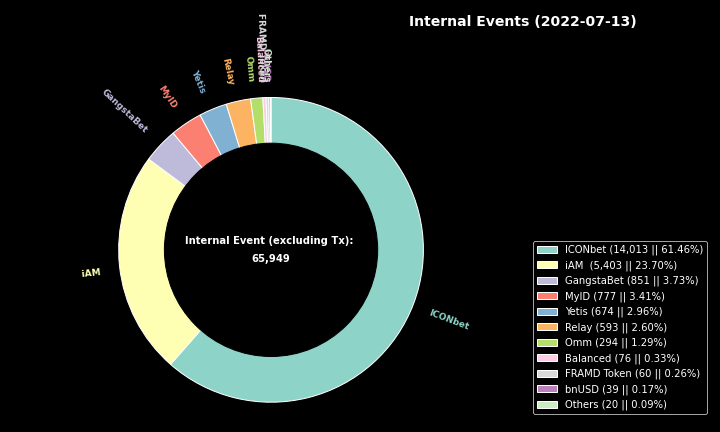 Internal Events (2022-07-13)
FRAMD
Others
Omm
Relay
Yetis
MyID
GangstaBet
iAM
ICONbet
Internal Event (excluding Tx):
65,949
ICONbet (14,013 || 61.46%)
iAM  (5,403 || 23.70%)
GangstaBet (851 || 3.73%)
MyID (777 || 3.41%)
Yetis (674 || 2.96%)
Relay (593 || 2.60%)
Omm (294 || 1.29%)
Balanced (76 || 0.33%)
FRAMD Token (60 || 0.26%)
bnUSD (39 || 0.17%)
Others (20 || 0.09%)